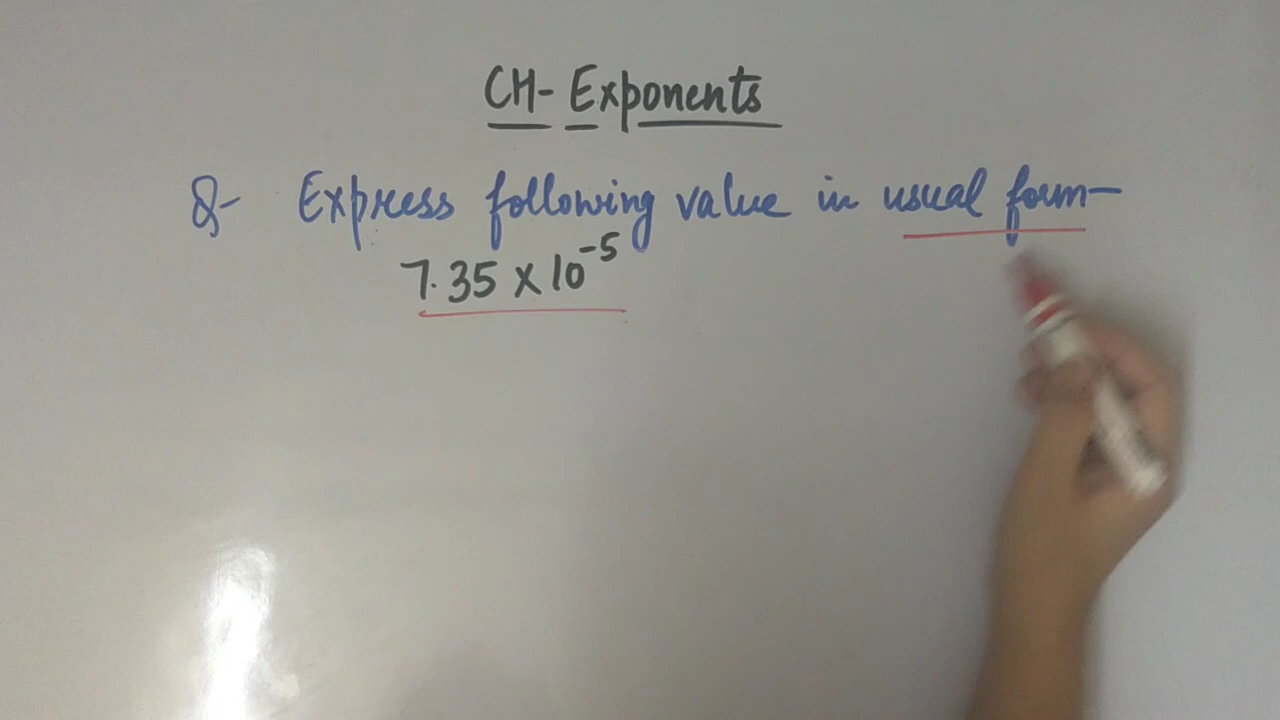 CH- Exponents
Q- Express following value in usual form-
7.35 x 10⁻⁵